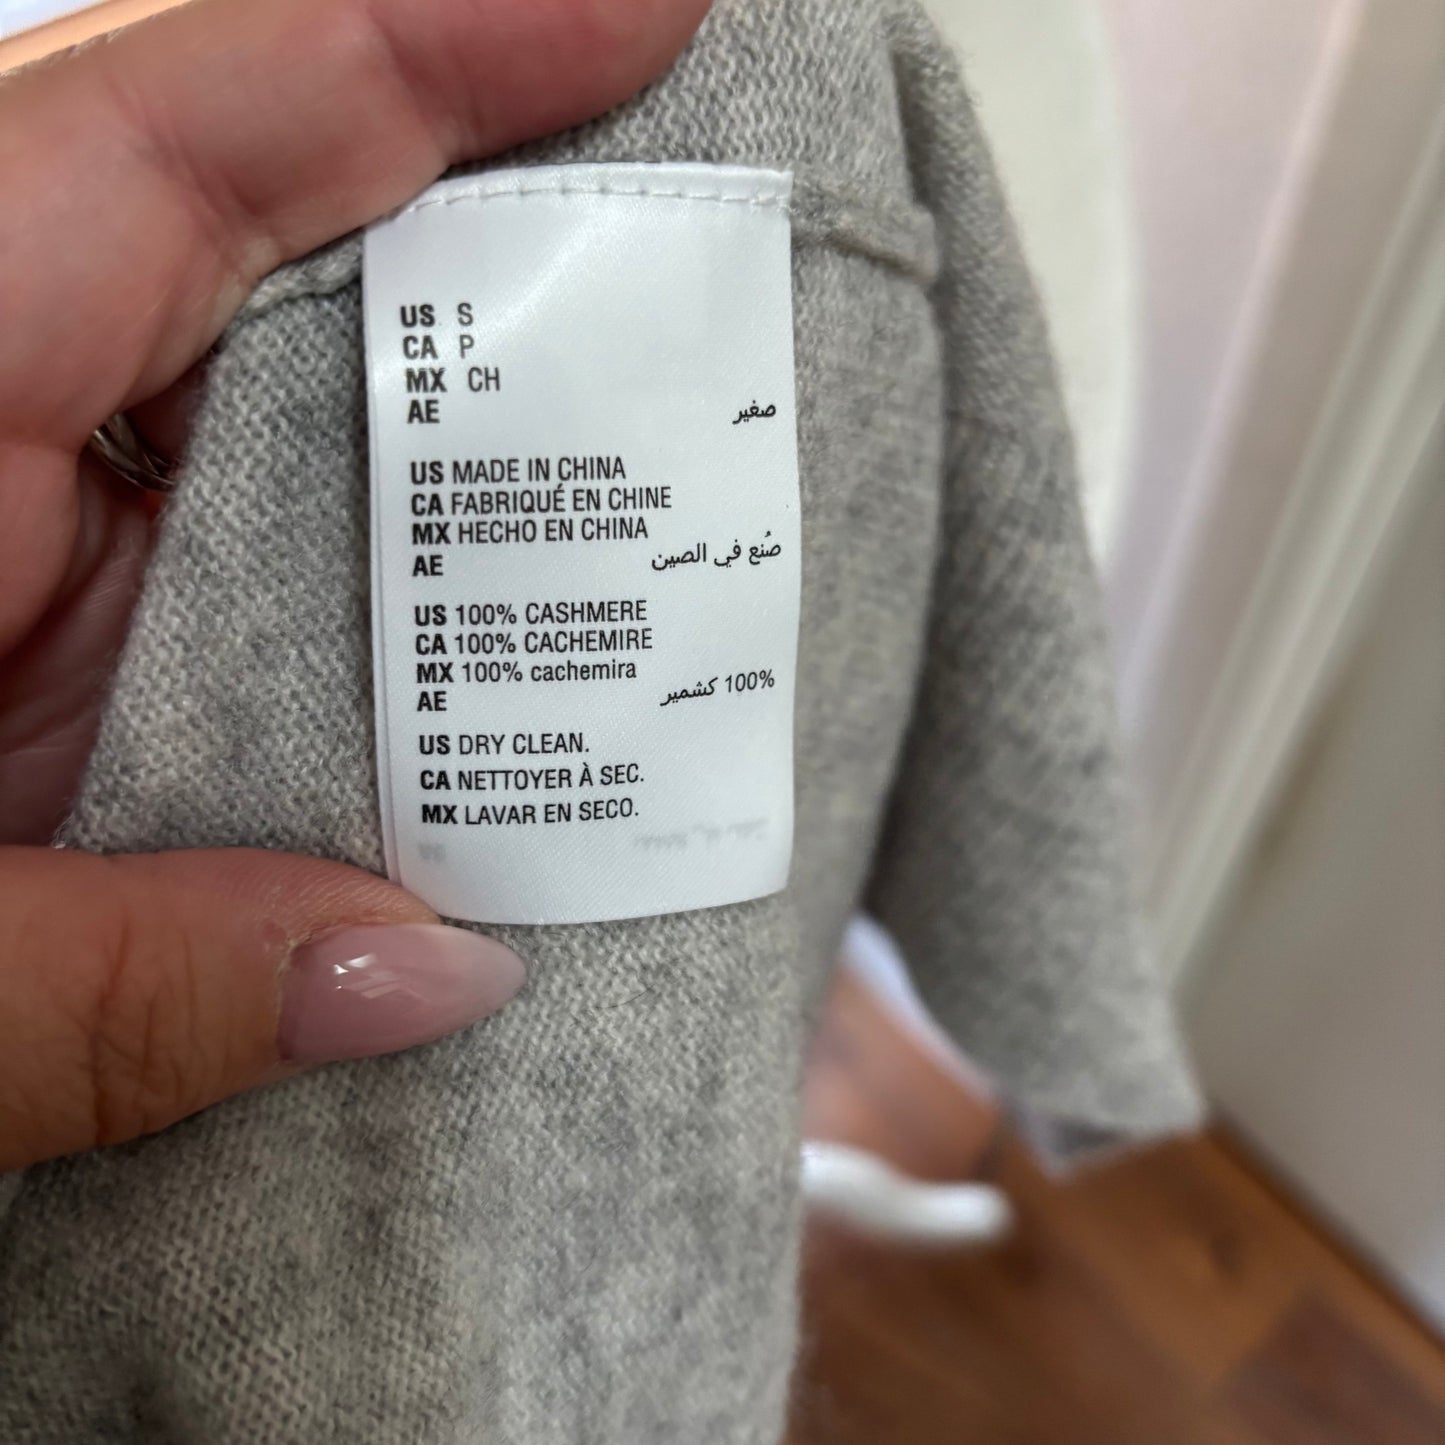 US S
CA P
MX CH
AE صغير
US MADE IN CHINA
CA FABRIQUÉ EN CHINE
MX HECHO EN CHINA
AE صُنع في الصين
US 100% CASHMERE
CA 100% CACHEMIRE
MX 100% cachemira
AE 100% كشمير
US DRY CLEAN.
CA NETTOYER À SEC.
MX LAVAR EN SECO.